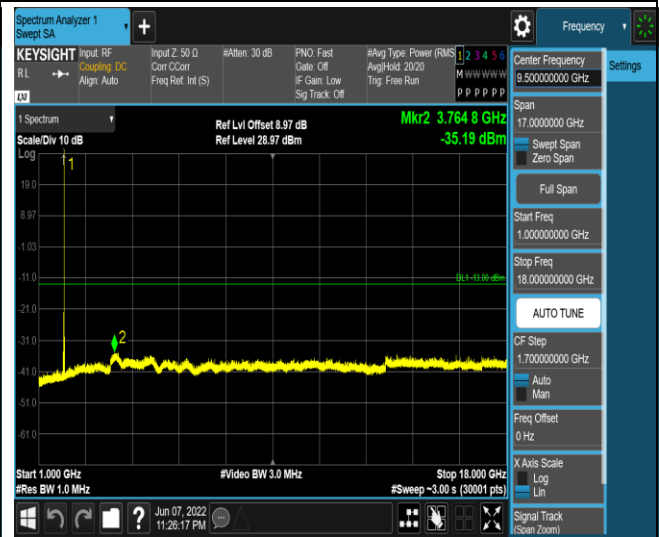 Spectrum Analyzer 1
Swept SA
+
Frequency
KEYSIGHT
RL
LXI
Input: RF
Coupling: DC
Align: Auto
Input Z: 50 Ω
Corr CCorr
Freq Ref: Int (S)
#Atten: 30 dB
PNO: Fast
Gate: Off
IF Gain: Low
Sig Track: Off
#Avg Type: Power (RMS
Avg|Hold: 20/20
Trig: Free Run
1 2 3 4 5 6
M W W W W W
P P P P P P
1 Spectrum
Scale/Div 10 dB
Log
Ref Lvl Offset 8.97 dB
Ref Level 28.97 dBm
Mkr2 3.764 8 GHz
-35.19 dBm
1
19.0
8.97
-1.03
-11.0
DL1 -13.00 dBm
-21.0
-31.0
2
-41.0
-51.0
-61.0
Start 1.000 GHz
#Res BW 1.0 MHz
#Video BW 3.0 MHz
Stop 18.000 GHz
#Sweep ~3.00 s (30001 pts)
?
Jun 07, 2022
11:26:17 PM
Center Frequency
9.500000000 GHz
Settings
Span
17.0000000 GHz
Swept Span
Zero Span
Full Span
Start Freq
1.000000000 GHz
Stop Freq
18.000000000 GHz
AUTO TUNE
CF Step
1.700000000 GHz
Auto
Man
Freq Offset
0 Hz
X Axis Scale
Log
Lin
Signal Track
(Span Zoom)